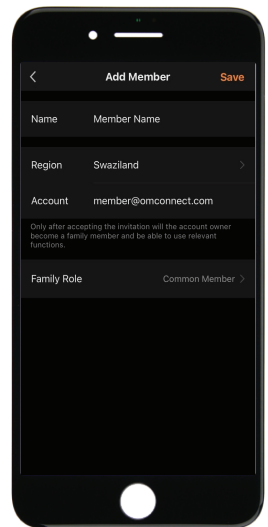 Add Member Save
Name Member Name
Region Swaziland
Account member@omconnect.com
Only after accepting the invitation will the account owner
become a family member and be able to use relevant
functions.
Family Role Common Member